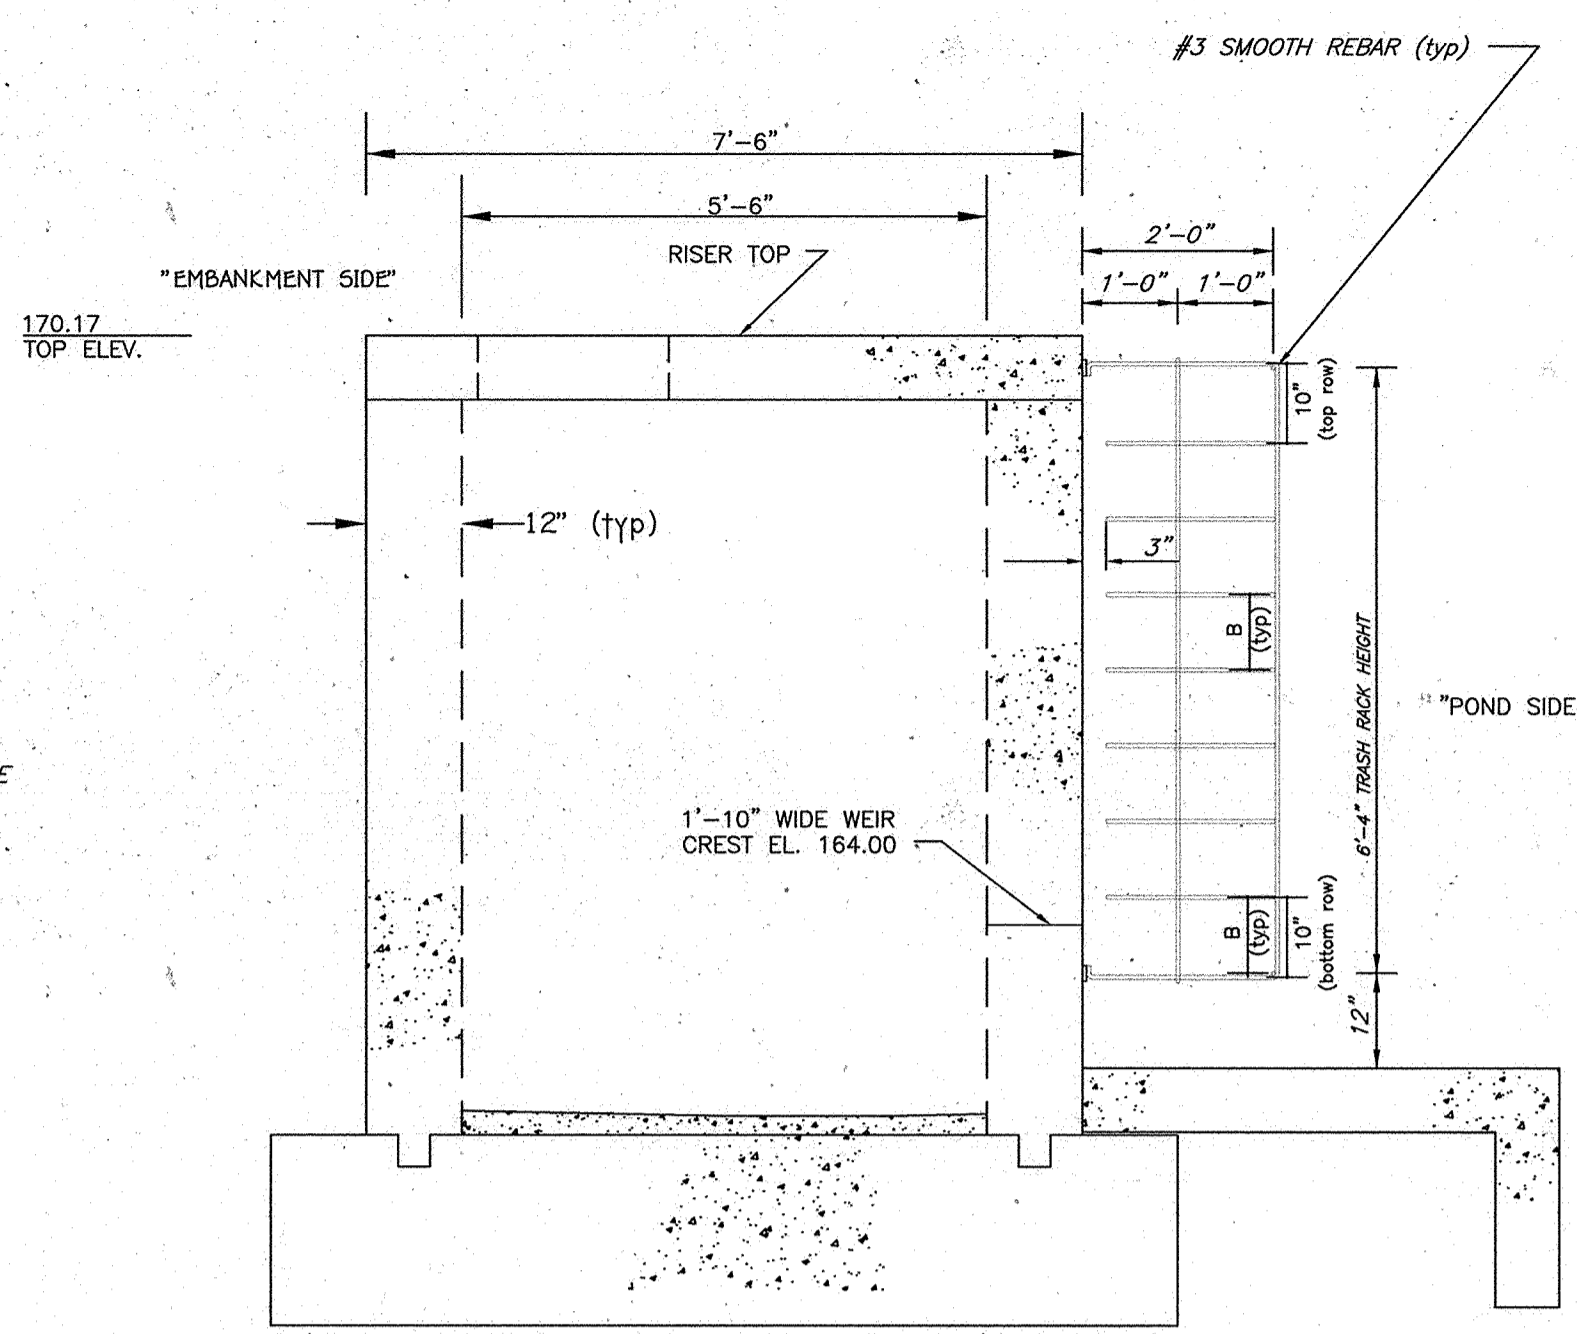 #3 SMOOTH REBAR (typ)
7'-6"
5'-6"
RISER TOP
2'-0"
1'-0" 1'-0"
"EMBANKMENT SIDE"
170.17
TOP ELEV.
10"
(top row)
12" (typ)
3"
B
(typ)
6'-4" TRASH RACK HEIGHT
"POND SIDE
E
1'-10" WIDE WEIR
CREST EL. 164.00
B
(typ)
10"
(bottom row)
12"